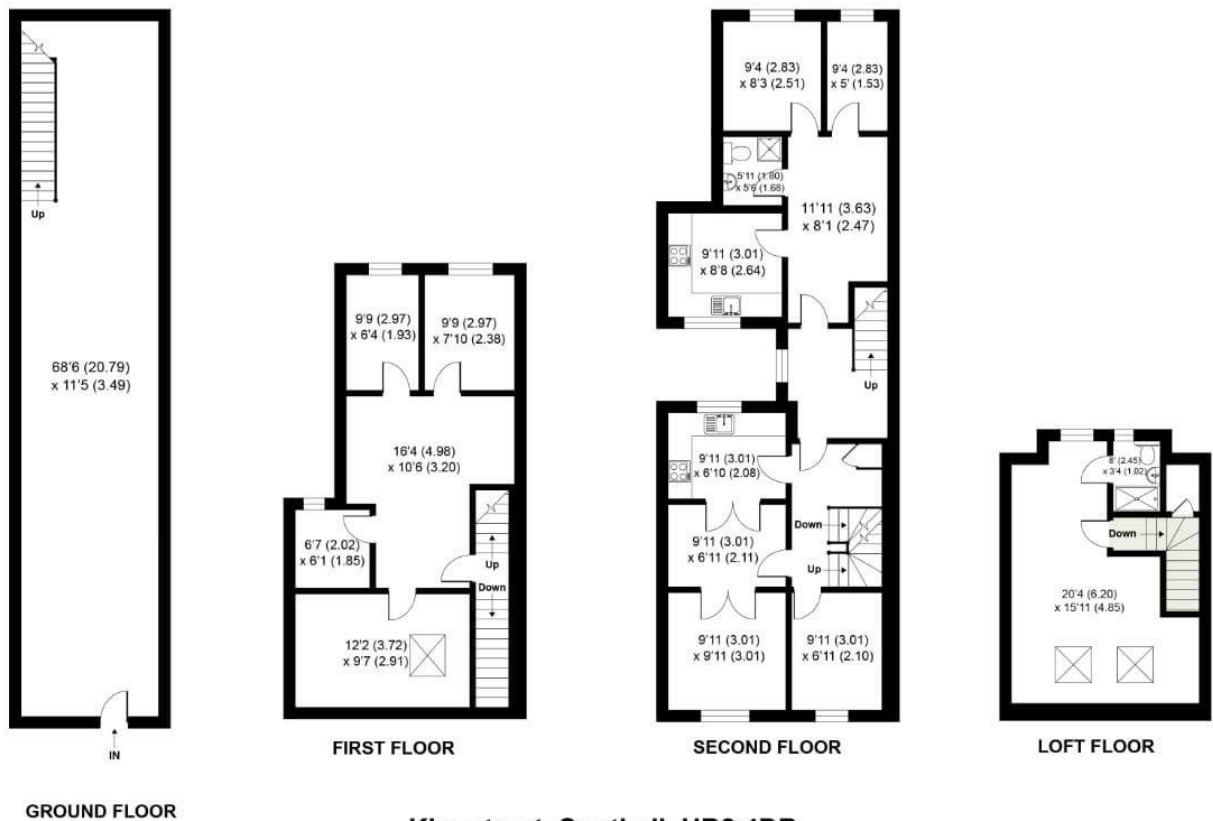 Up
68'6 (20.79)
x 11'5 (3.49)
IN
GROUND FLOOR
9'9 (2.97)
x 6'4 (1.93)
9'9 (2.97)
x 7'10 (2.38)
16'4 (4.98)
x 10'6 (3.20)
6'7 (2.02)
x 6'1 (1.85)
Up
Down
12'2 (3.72)
x 9'7 (2.91)
FIRST FLOOR
9'4 (2.83)
x 8'3 (2.51)
9'4 (2.83)
x 5' (1.53)
5'11 (1.80)
x 5'6 (1.68)
11'11 (3.63)
x 8'1 (2.47)
9'11 (3.01)
x 8'8 (2.64)
Up
9'11 (3.01)
x 6'10 (2.08)
Down
9'11 (3.01)
x 6'11 (2.11)
Up
9'11 (3.01)
x 9'11 (3.01)
9'11 (3.01)
x 6'11 (2.10)
SECOND FLOOR
8' (2.45)
x 3'4 (1.02)
Down
20'4 (6.20)
x 15'11 (4.85)
LOFT FLOOR